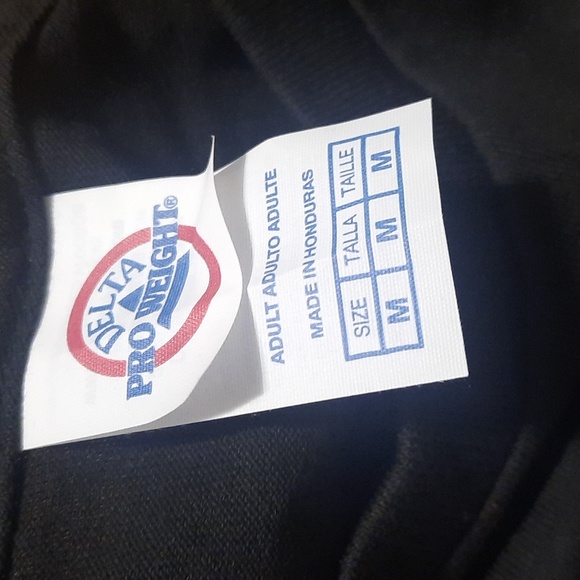 DELTA
PRO WEIGHT®
ADULT ADULTO ADULTE
MADE IN HONDURAS
SIZE TALLA TAILLE
M M M